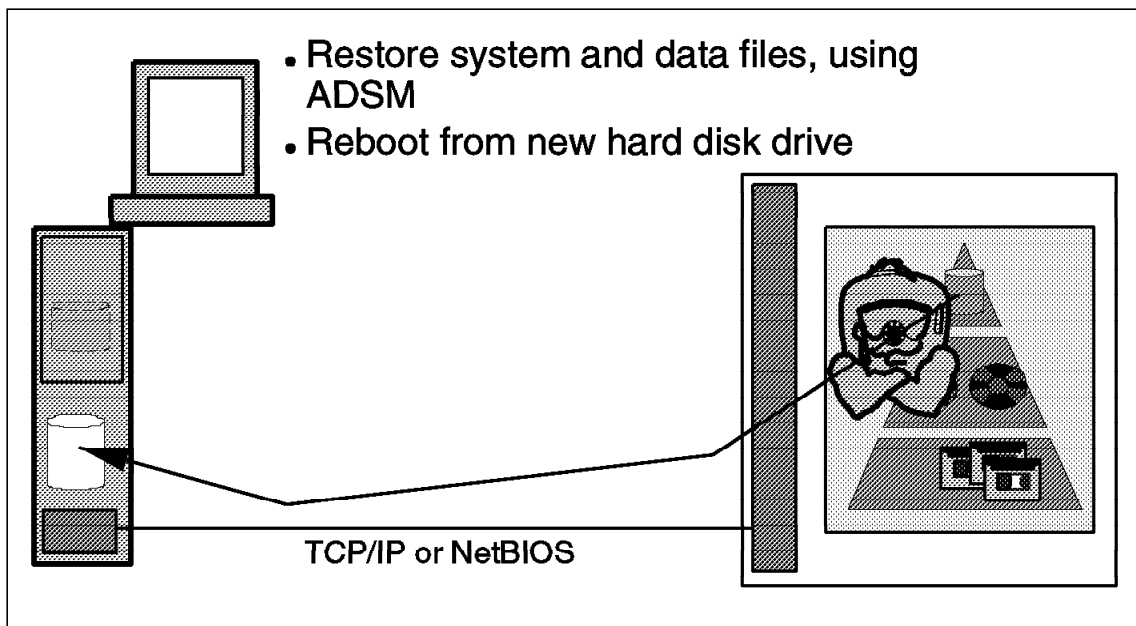 • Restore system and data files, using
ADSM
• Reboot from new hard disk drive
TCP/IP or NetBIOS